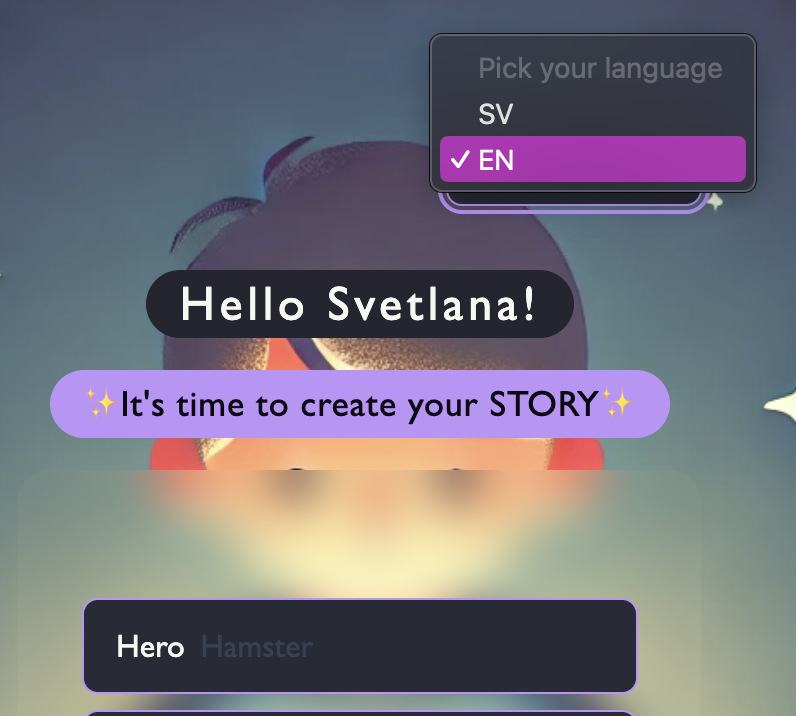 Pick your language
SV
✓ EN
Hello Svetlana!
✨It's time to create your STORY✨
Hero Hamster